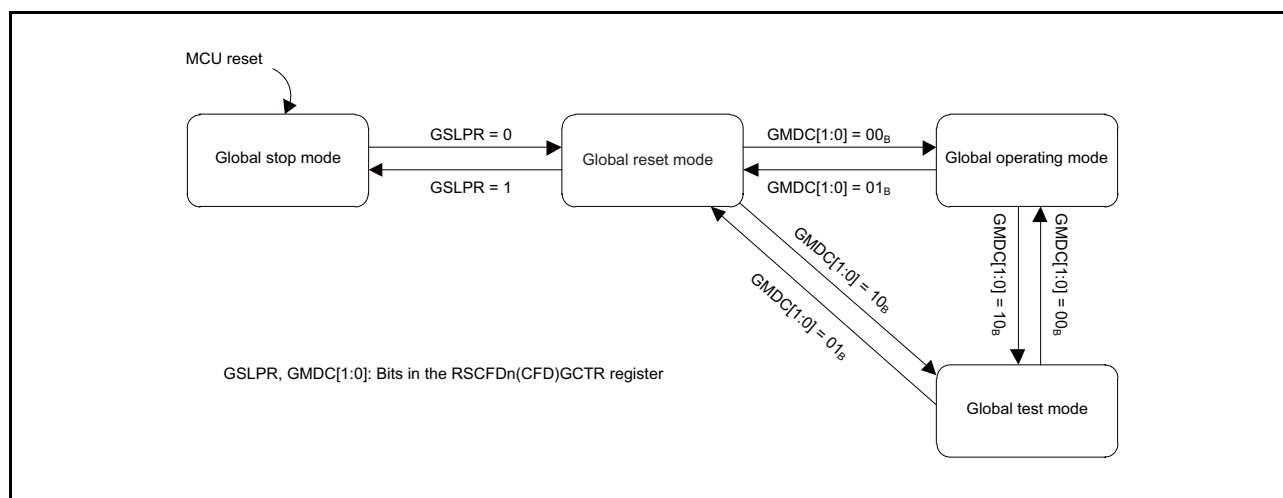 MCU reset
Global stop mode
GSLPR = 0
GSLPR = 1
Global reset mode
GMDC[1:0] = 00B
GMDC[1:0] = 01B
Global operating mode
GMDC[1:0] = 10B
GMDC[1:0] = 01B
GMDC[1:0] = 10B
GMDC[1:0] = 00B
GSLPR, GMDC[1:0]: Bits in the RSCFDn(CFD)GCTR register
Global test mode